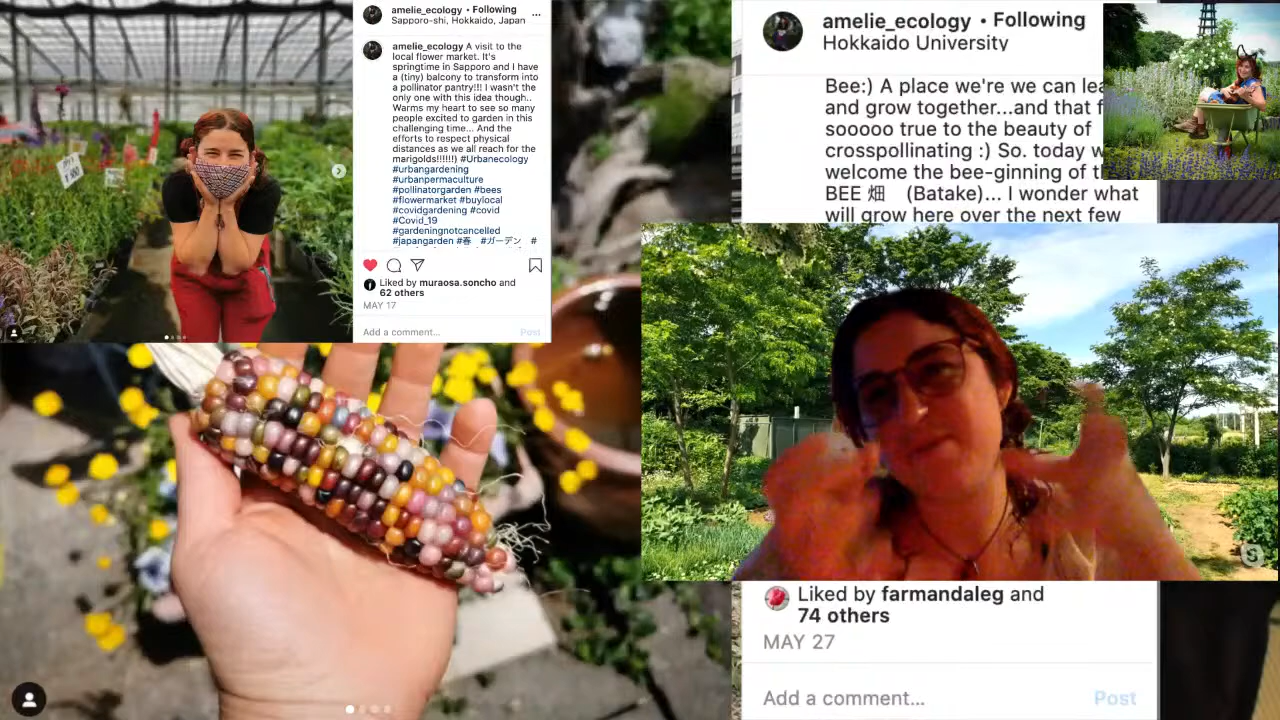 amelie_ecology • Following
Sapporo-shi, Hokkaido, Japan
amelie_ecology A visit to the
local flower market. It's
springtime in Sapporo and I have
a (tiny) balcony to transform into
a pollinator pantry!!! I wasn't the
only one with this idea though..
Warms my heart to see so many
people excited to garden in this
challenging time... And the
efforts to respect physical
distances as we all reach for the
marigolds!!!!!!) #Urbanecology
#urbangardening
#urbanpermaculture
#pollinatorgarden #bees
#flowermarket #buylocal
#covidgardening #covid
#Covid_19
#gardeningnotcancelled
#japangarden #春 #ガーデン #
Liked by muraosa.soncho and
62 others
MAY 17
Add a comment...
Post
amelie_ecology • Following
Hokkaido University
Bee:) A place we're we can lea
and grow together...and that f
sooooo true to the beauty of
crosspollinating :) So. today w
welcome the bee-ginning of t
BEE 畑 (Batake)... I wonder what
will grow here over the next few
Liked by farmandaleg and
74 others
MAY 27
Add a comment...
Post